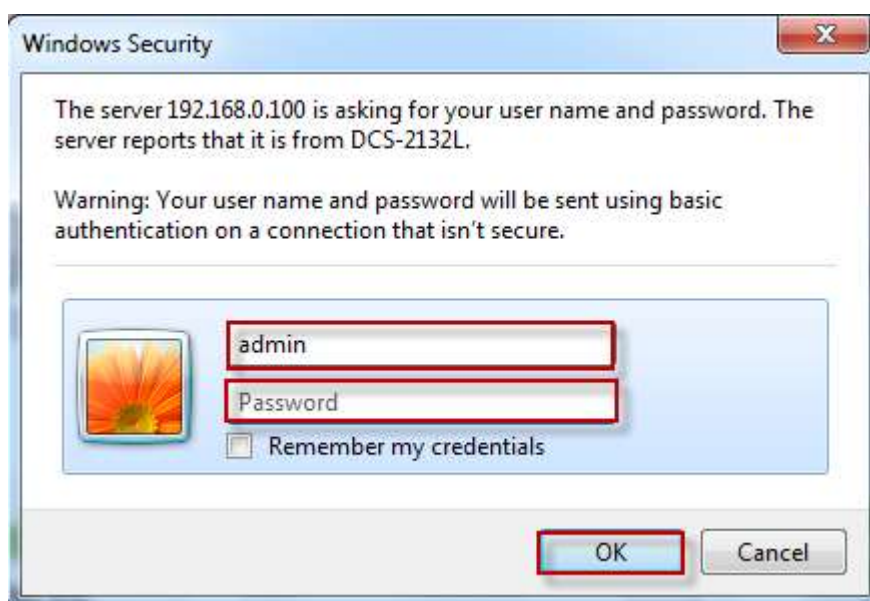 Windows Security
The server 192.168.0.100 is asking for your user name and password. The
server reports that it is from DCS-2132L.
Warning: Your user name and password will be sent using basic
authentication on a connection that isn't secure.
admin
Password
Remember my credentials
OK
Cancel